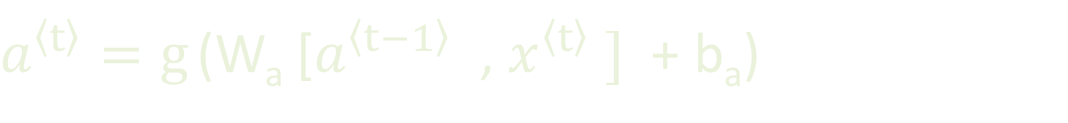 a⟨t⟩ = g(Wₐ [a⟨t−1⟩ , x⟨t⟩ ] + bₐ)